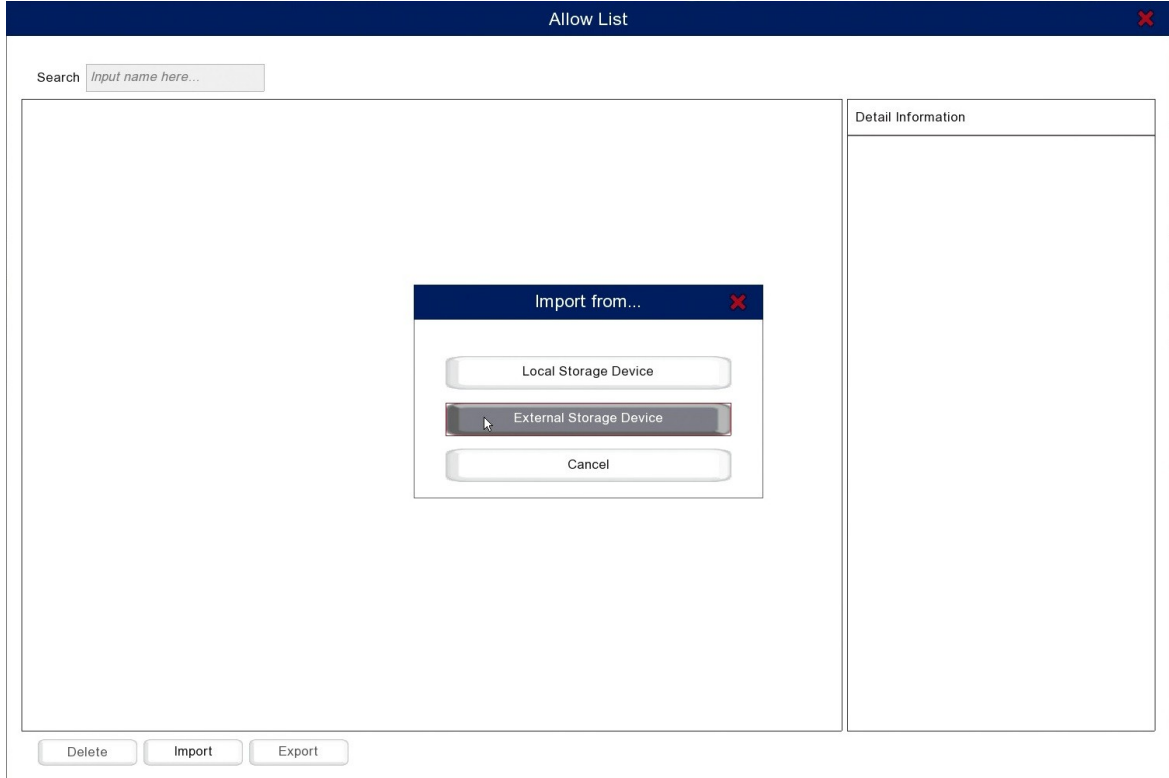 Allow List
Search Input name here...
Detail Information
Import from...
Local Storage Device
External Storage Device
Cancel
Delete Import Export